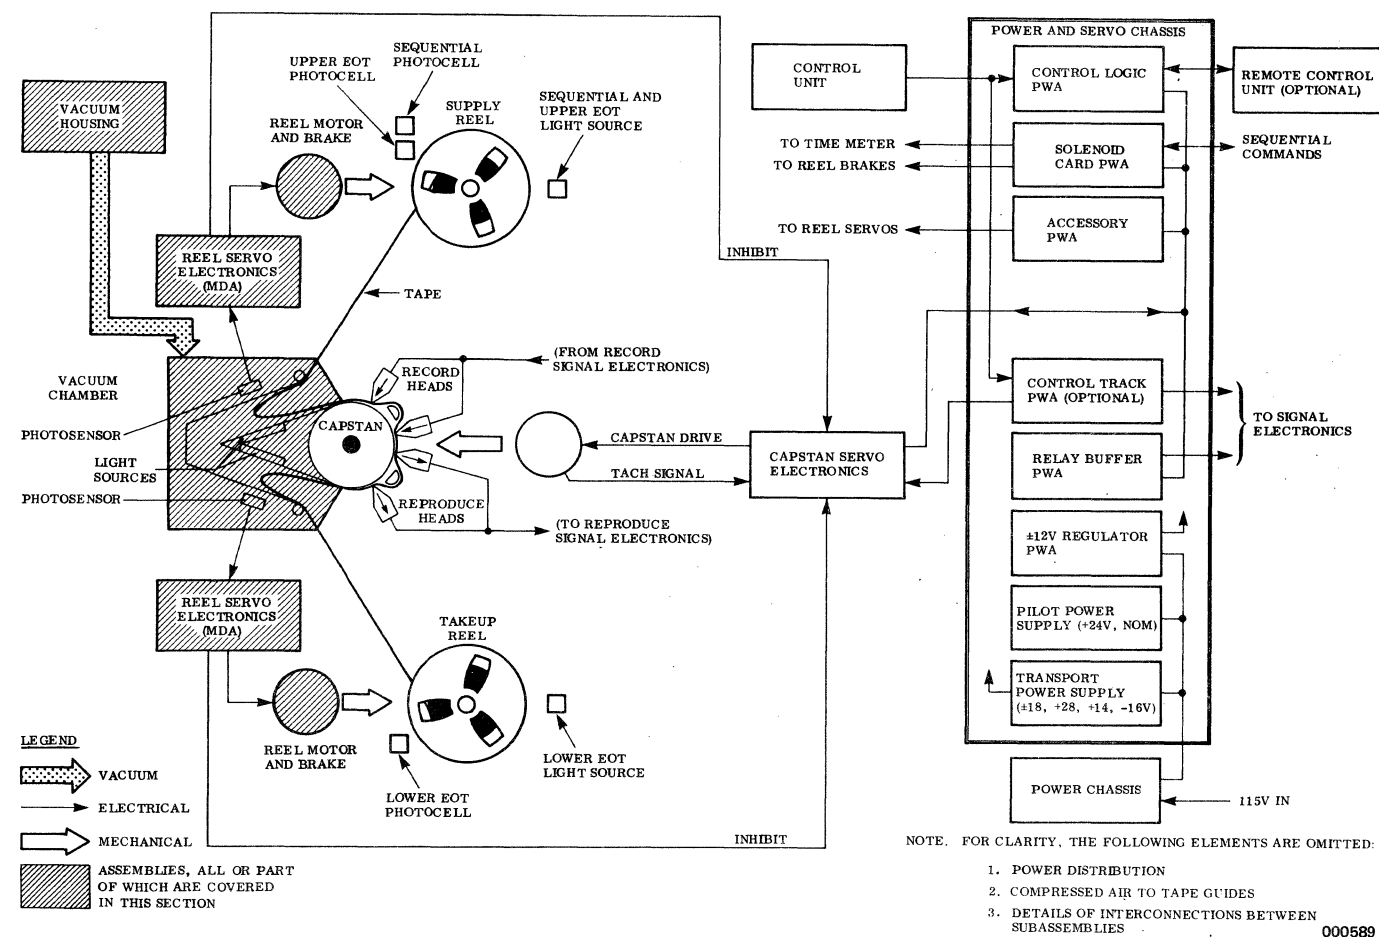 POWER AND SERVO CHASSIS
SEQUENTIAL
PHOTOCELL
UPPER EOT
PHOTOCELL
CONTROL
UNIT
CONTROL LOGIC
PWA
REMOTE CONTROL
UNIT (OPTIONAL)
VACUUM
HOUSING
REEL MOTOR
AND BRAKE
SUPPLY
REEL
SEQUENTIAL AND
UPPER EOT
LIGHT SOURCE
TO TIME METER
TO REEL BRAKES
SOLENOID
CARD PWA
SEQUENTIAL
COMMANDS
TO REEL SERVOS
ACCESSORY
PWA
REEL SERVO
ELECTRONICS
(MDA)
INHIBIT
TAPE
VACUUM
CHAMBER
(FROM RECORD
SIGNAL ELECTRONICS)
RECORD
HEADS
CONTROL TRACK
PWA (OPTIONAL)
PHOTOSENSOR
CAPSTAN
CAPSTAN DRIVE
CAPSTAN SERVO
ELECTRONICS
TO SIGNAL
ELECTRONICS
LIGHT
SOURCES
TACH SIGNAL
RELAY BUFFER
PWA
PHOTOSENSOR
REPRODUCE
HEADS
(TO REPRODUCE
SIGNAL ELECTRONICS)
±12V REGULATOR
PWA
REEL SERVO
ELECTRONICS
(MDA)
PILOT POWER
SUPPLY (+24V, NOM)
TAKEUP
REEL
TRANSPORT
POWER SUPPLY
(±18, +28, +14, -16V)
REEL MOTOR
AND BRAKE
LOWER EOT
LIGHT SOURCE
LOWER EOT
PHOTOCELL
POWER CHASSIS
115V IN
INHIBIT
LEGEND
VACUUM
ELECTRICAL
MECHANICAL
ASSEMBLIES, ALL OR PART
OF WHICH ARE COVERED
IN THIS SECTION
NOTE. FOR CLARITY, THE FOLLOWING ELEMENTS ARE OMITTED:
1. POWER DISTRIBUTION
2. COMPRESSED AIR TO TAPE GUIDES
3. DETAILS OF INTERCONNECTIONS BETWEEN
SUBASSEMBLIES
000589